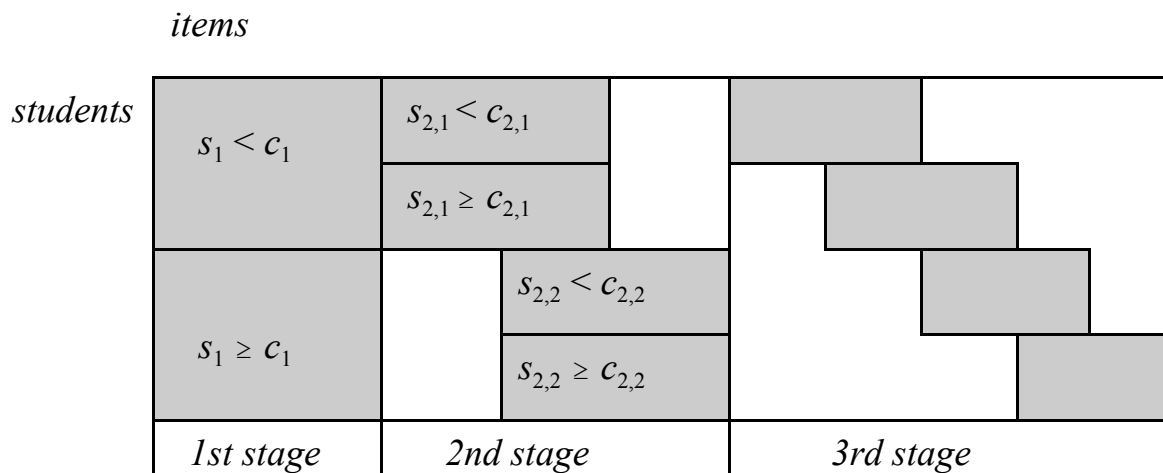 items
students
s₁ < c₁
s₂,₁ < c₂,₁
s₂,₁ ≥ c₂,₁
s₁ ≥ c₁
s₂,₂ < c₂,₂
s₂,₂ ≥ c₂,₂
1st stage
2nd stage
3rd stage